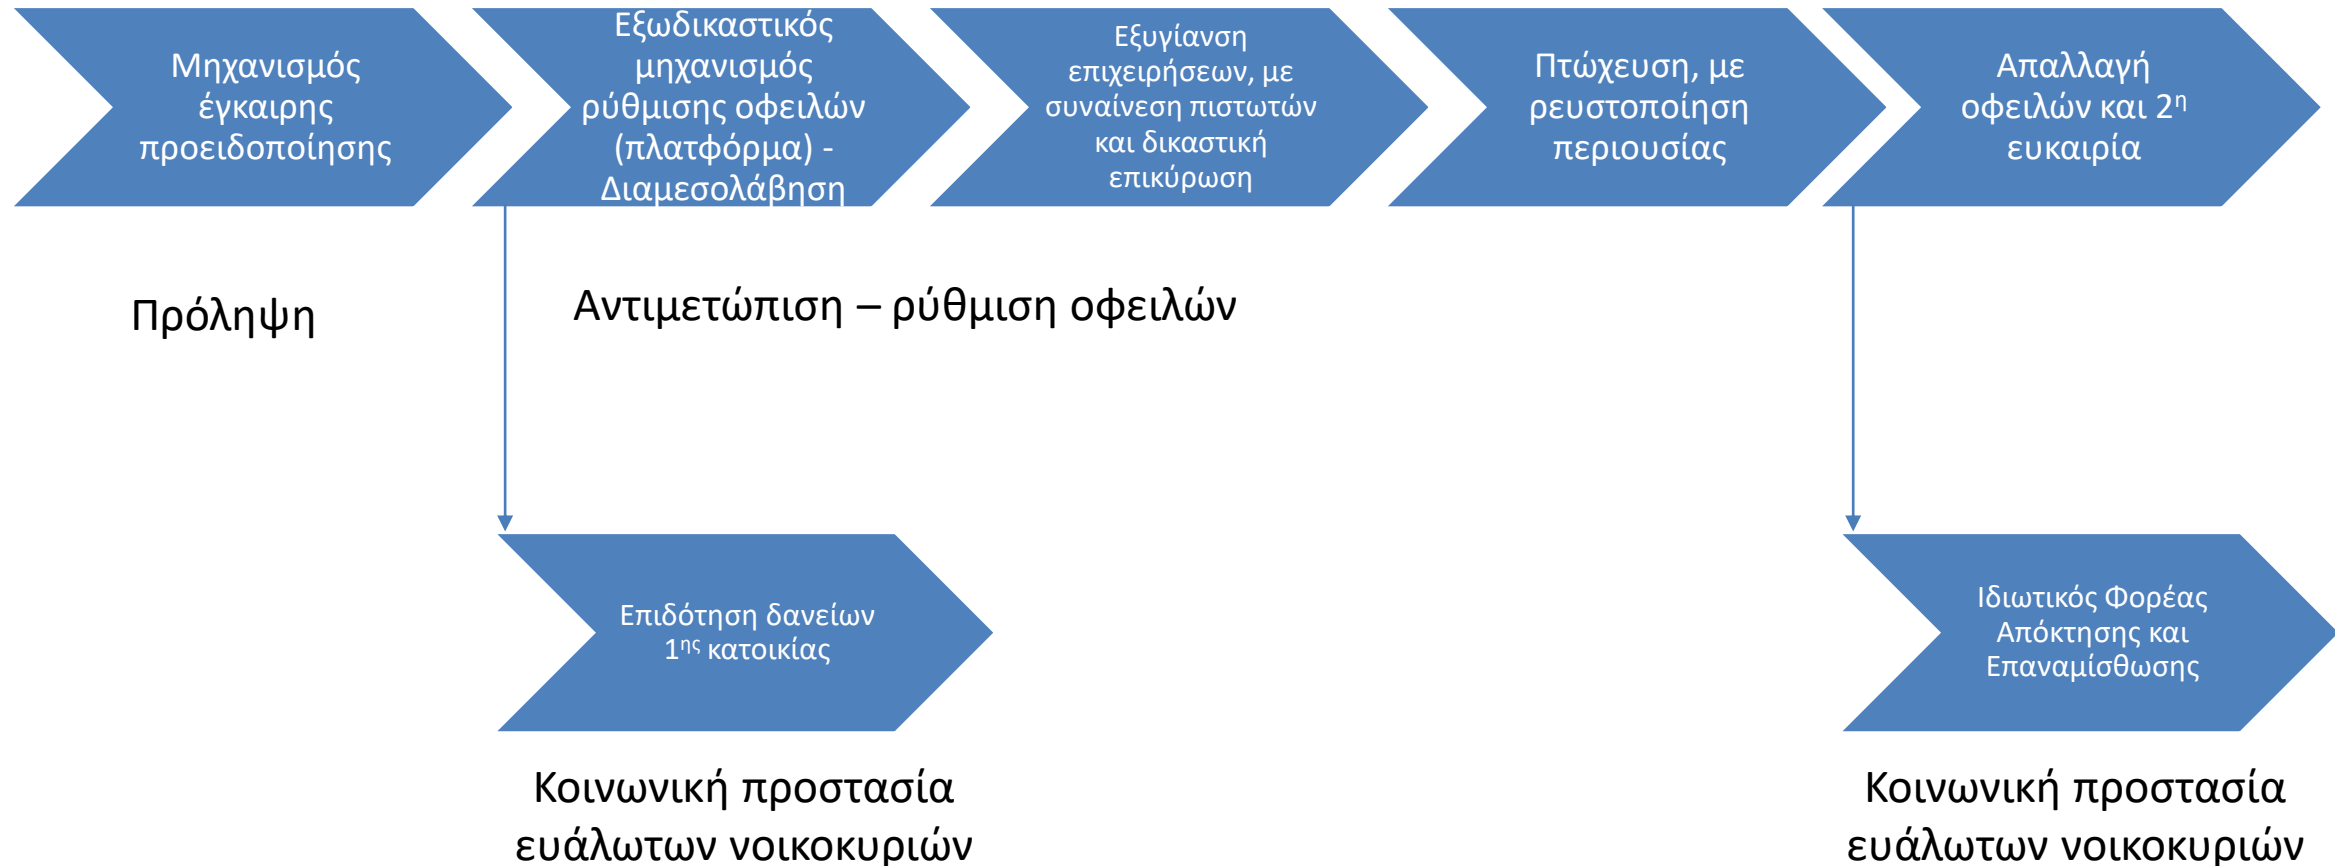 Μηχανισμός
έγκαιρης
προειδοποίησης
Εξωδικαστικός
μηχανισμός
ρύθμισης οφειλών
(πλατφόρμα) -
Διαμεσολάβηση
Εξυγίανση
επιχειρήσεων, με
συναίνεση πιστωτών
και δικαστική
επικύρωση
Πτώχευση, με
ρευστοποίηση
περιουσίας
Απαλλαγή
οφειλών και 2η
ευκαιρία
Πρόληψη
Αντιμετώπιση – ρύθμιση οφειλών
Επιδότηση δανείων
1ης κατοικίας
Ιδιωτικός Φορέας
Απόκτησης και
Επαναμίσθωσης
Κοινωνική προστασία
ευάλωτων νοικοκυριών
Κοινωνική προστασία
ευάλωτων νοικοκυριών